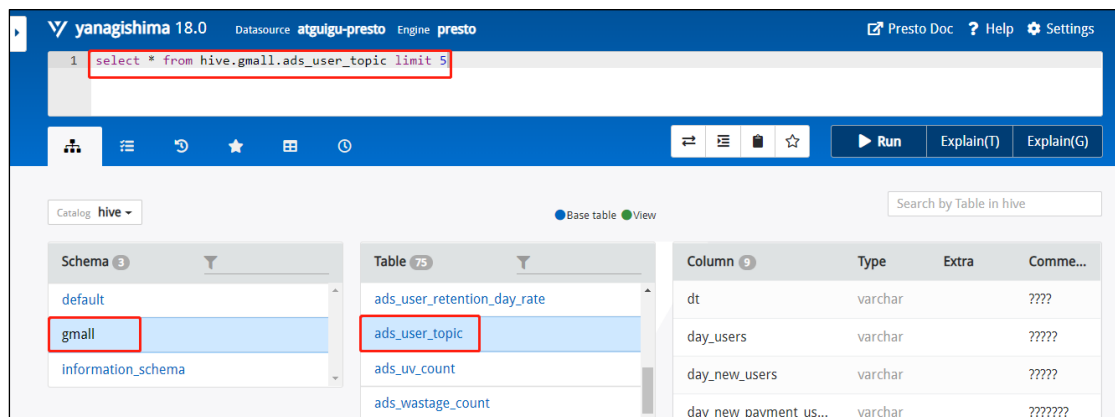 yanagishima 18.0 Datasource atguigu-presto Engine presto Presto Doc ? Help Settings
1 select * from hive.gmall.ads_user_topic limit 5
Run Explain(T) Explain(G)
Catalog hive Base table View Search by Table in hive
Schema 3 Table 75 Column 9 Type Extra Comme...
default ads_user_retention_day_rate dt varchar ????
gmall ads_user_topic day_users varchar ?????
information_schema ads_uv_count day_new_users varchar ?????
ads_wastage_count day_new_payment_us... varchar ???????